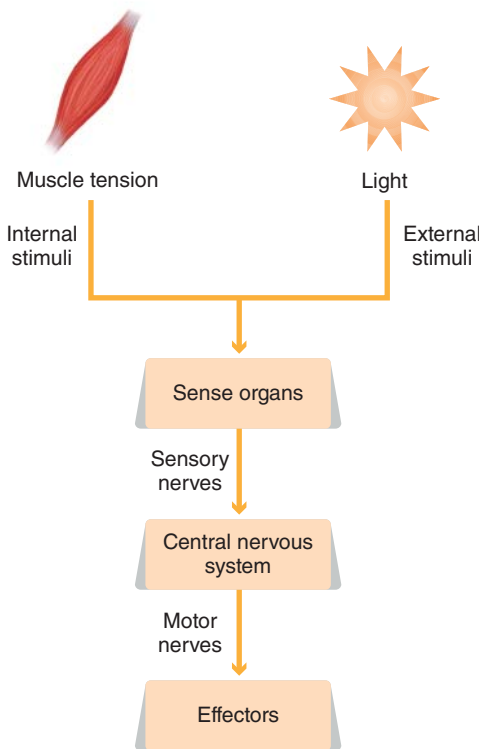 Muscle tension
Light
Internal
stimuli
External
stimuli
Sense organs
Sensory
nerves
Central nervous
system
Motor
nerves
Effectors